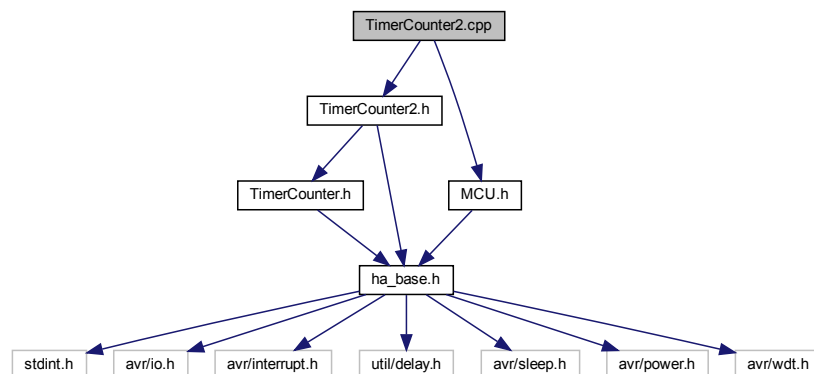 TimerCounter2.cpp
TimerCounter2.h
TimerCounter.h
MCU.h
ha_base.h
stdint.h
avr/io.h
avr/interrupt.h
util/delay.h
avr/sleep.h
avr/power.h
avr/wdt.h